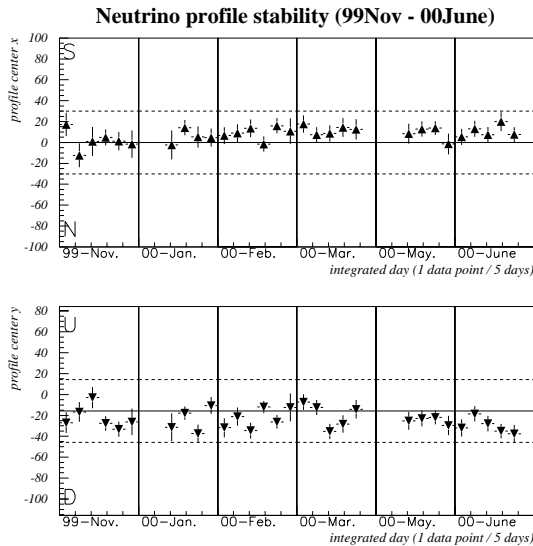 Neutrino profile stability (99Nov - 00June)
profile center x
100
80
60
40
20
0
-20
-40
-60
-80
-100
S
N
99-Nov. 00-Jan. 00-Feb. 00-Mar. 00-May. 00-June
integrated day (1 data point / 5 days)
profile center y
80
60
40
20
0
-20
-40
-60
-80
-100
U
D
99-Nov. 00-Jan. 00-Feb. 00-Mar. 00-May. 00-June
integrated day (1 data point / 5 days)